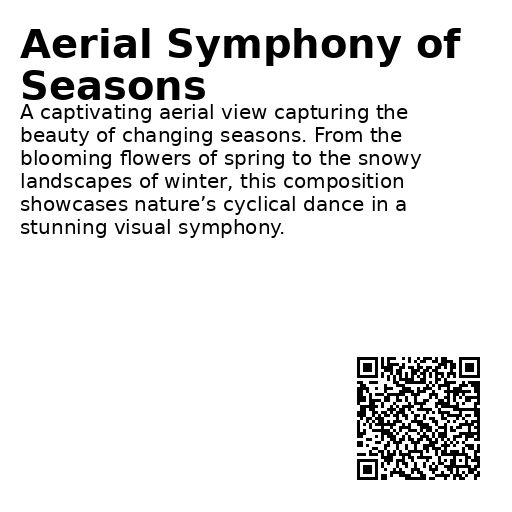 Aerial Symphony of
Seasons
A captivating aerial view capturing the
beauty of changing seasons. From the
blooming flowers of spring to the snowy
landscapes of winter, this composition
showcases nature’s cyclical dance in a
stunning visual symphony.